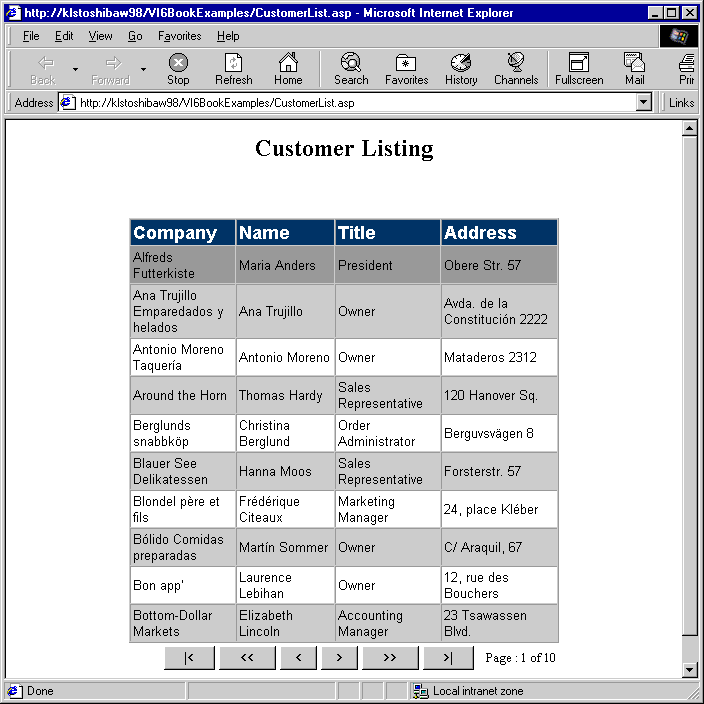 http://klstoshibaw98/VI6BookExamples/CustomerList.asp - Microsoft Internet Explorer
File Edit View Go Favorites Help
Back Forward Stop Refresh Home Search Favorites History Channels Fullscreen Mail Pri
Address http://klstoshibaw98/VI6BookExamples/CustomerList.asp Links
Customer Listing
Company Name Title Address
Alfreds Futterkiste Maria Anders President Obere Str. 57
Ana Trujillo Emparedados y helados Ana Trujillo Owner Avda. de la Constitución 2222
Antonio Moreno Taquería Antonio Moreno Owner Mataderos 2312
Around the Horn Thomas Hardy Sales Representative 120 Hanover Sq.
Berglunds snabbköp Christina Berglund Order Administrator Berguvsvägen 8
Blauer See Delikatessen Hanna Moos Sales Representative Forsterstr. 57
Blondel père et fils Frédérique Citeaux Marketing Manager 24, place Kléber
Bólido Comidas preparadas Martín Sommer Owner C/ Araquil, 67
Bon app' Laurence Lebihan Owner 12, rue des Bouchers
Bottom-Dollar Markets Elizabeth Lincoln Accounting Manager 23 Tsawassen Blvd.
|< << < > >> >| Page : 1 of 10
Done Local intranet zone